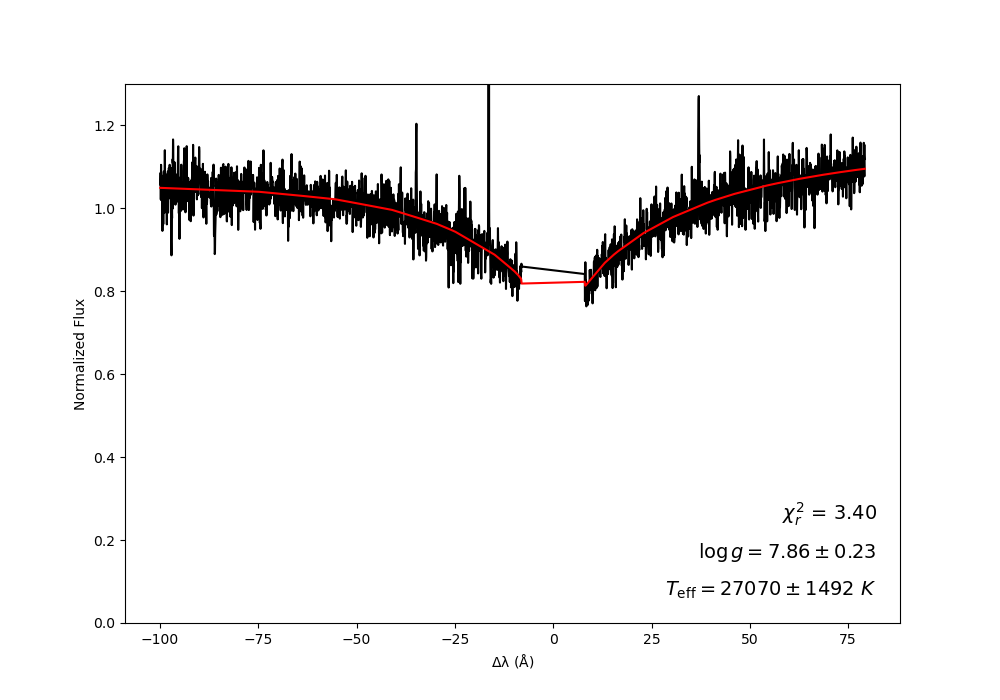 1.2
1.0
0.8
0.6
0.4
0.2
0.0
Normalized Flux
χ²ᵣ = 3.40
log g = 7.86 ± 0.23
T_eff = 27070 ± 1492 K
−100 −75 −50 −25 0 25 50 75
Δλ (Å)